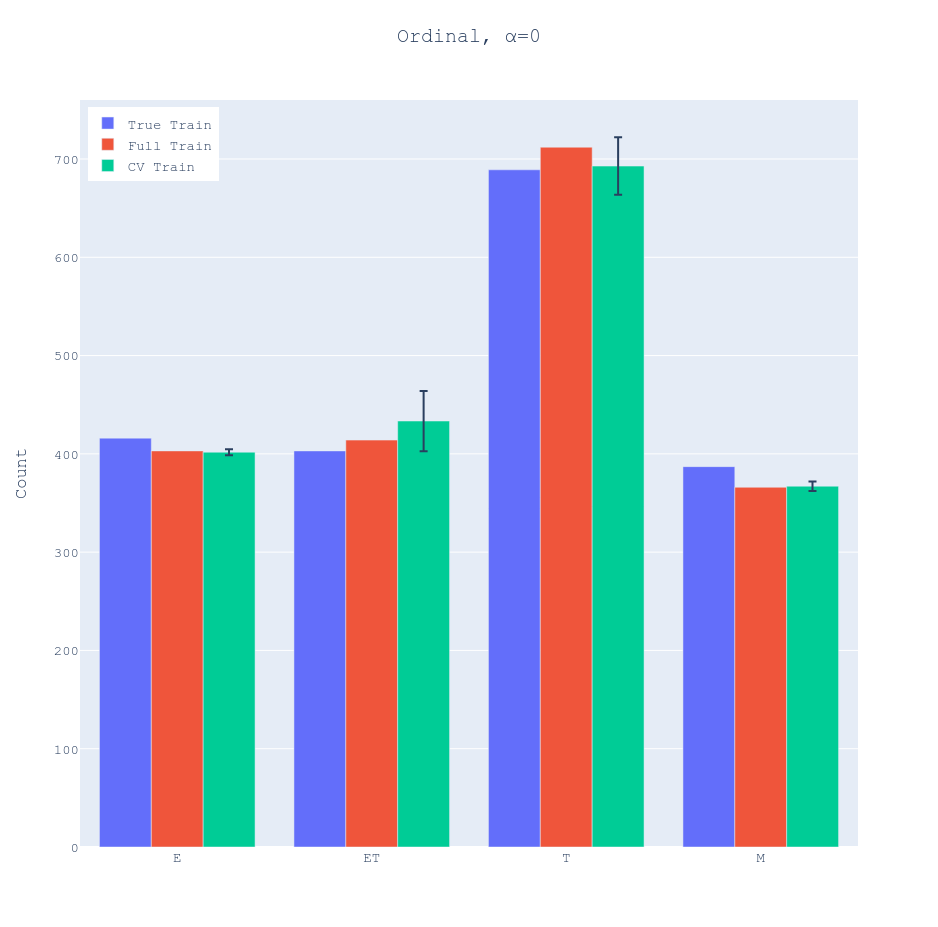 Ordinal, α=0
True Train
Full Train
CV Train
700
600
500
400
300
200
100
0
Count
E ET T M